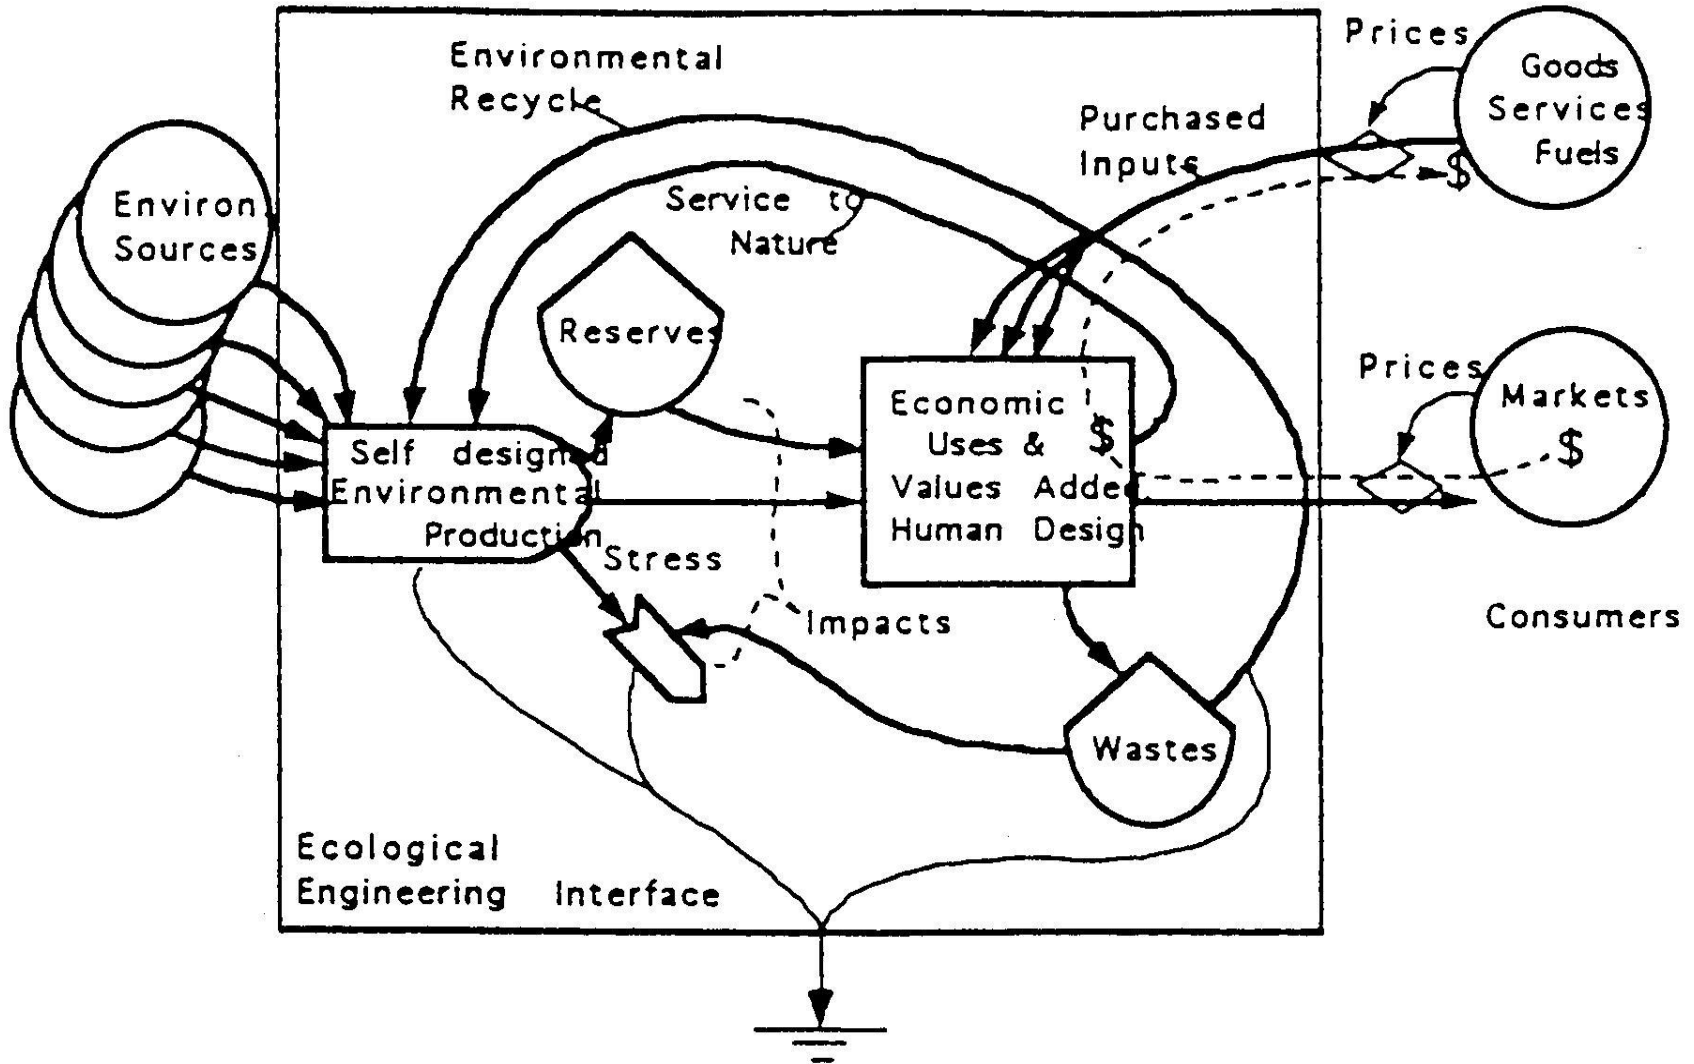 Environmental
Recycle
Prices
Goods
Services
Fuels
Purchased
Inputs
Environ
Sources
Service to
Nature
$
Reserves
Prices
Markets
$
Economic
Uses & $
Values Added
Human Design
Self designed
Environmental
Production
Stress
Impacts
Consumers
Wastes
Ecological
Engineering Interface